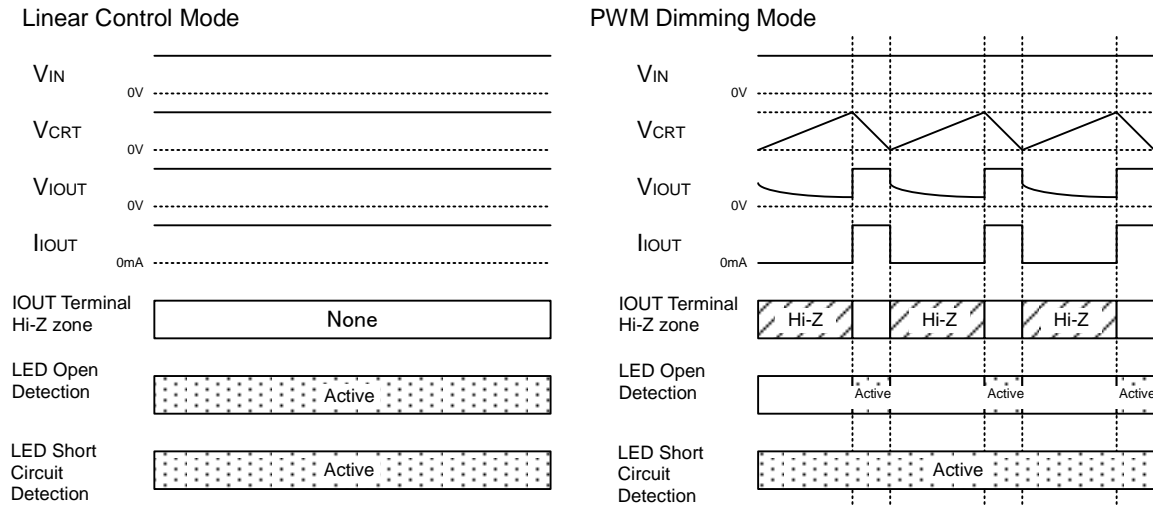 Linear Control Mode
VIN
0V
VCRT
0V
VIOUT
0V
IIOUT
0mA
IOUT Terminal
Hi-Z zone
None
LED Open
Detection
Active
LED Short
Circuit
Detection
Active
PWM Dimming Mode
VIN
0V
VCRT
0V
VIOUT
0V
IIOUT
0mA
IOUT Terminal
Hi-Z zone
Hi-Z
Hi-Z
Hi-Z
LED Open
Detection
Active
Active
Active
LED Short
Circuit
Detection
Active